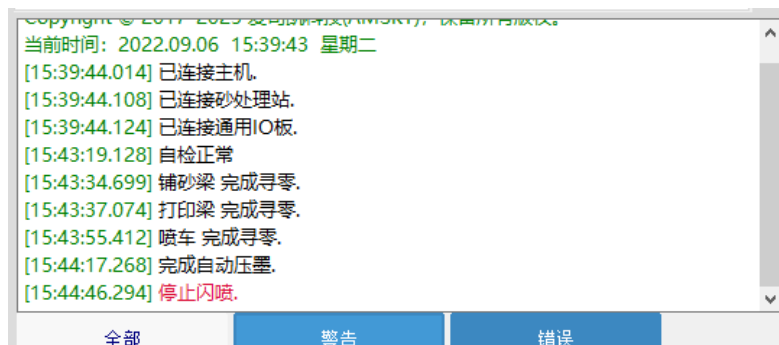 当前时间：2022.09.06 15:39:43 星期二
[15:39:44.014] 已连接主机.
[15:39:44.108] 已连接砂处理站.
[15:39:44.124] 已连接通用IO板.
[15:43:19.128] 自检正常
[15:43:34.699] 铺砂梁 完成寻零.
[15:43:37.074] 打印梁 完成寻零.
[15:43:55.412] 喷车 完成寻零.
[15:44:17.268] 完成自动压墨.
[15:44:46.294] 停止闪喷.
全部 警告 错误